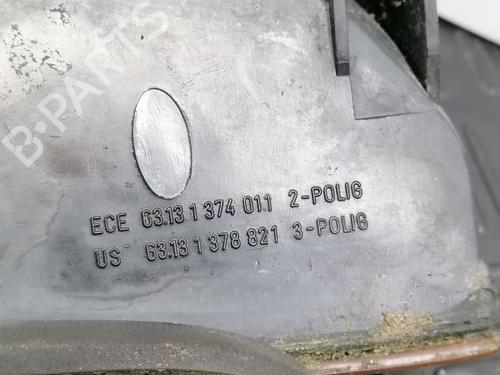 B-PARTS
ECE 63.13 1 374 011 2-POLIG
US 63.13 1 378 821 3-POLIG